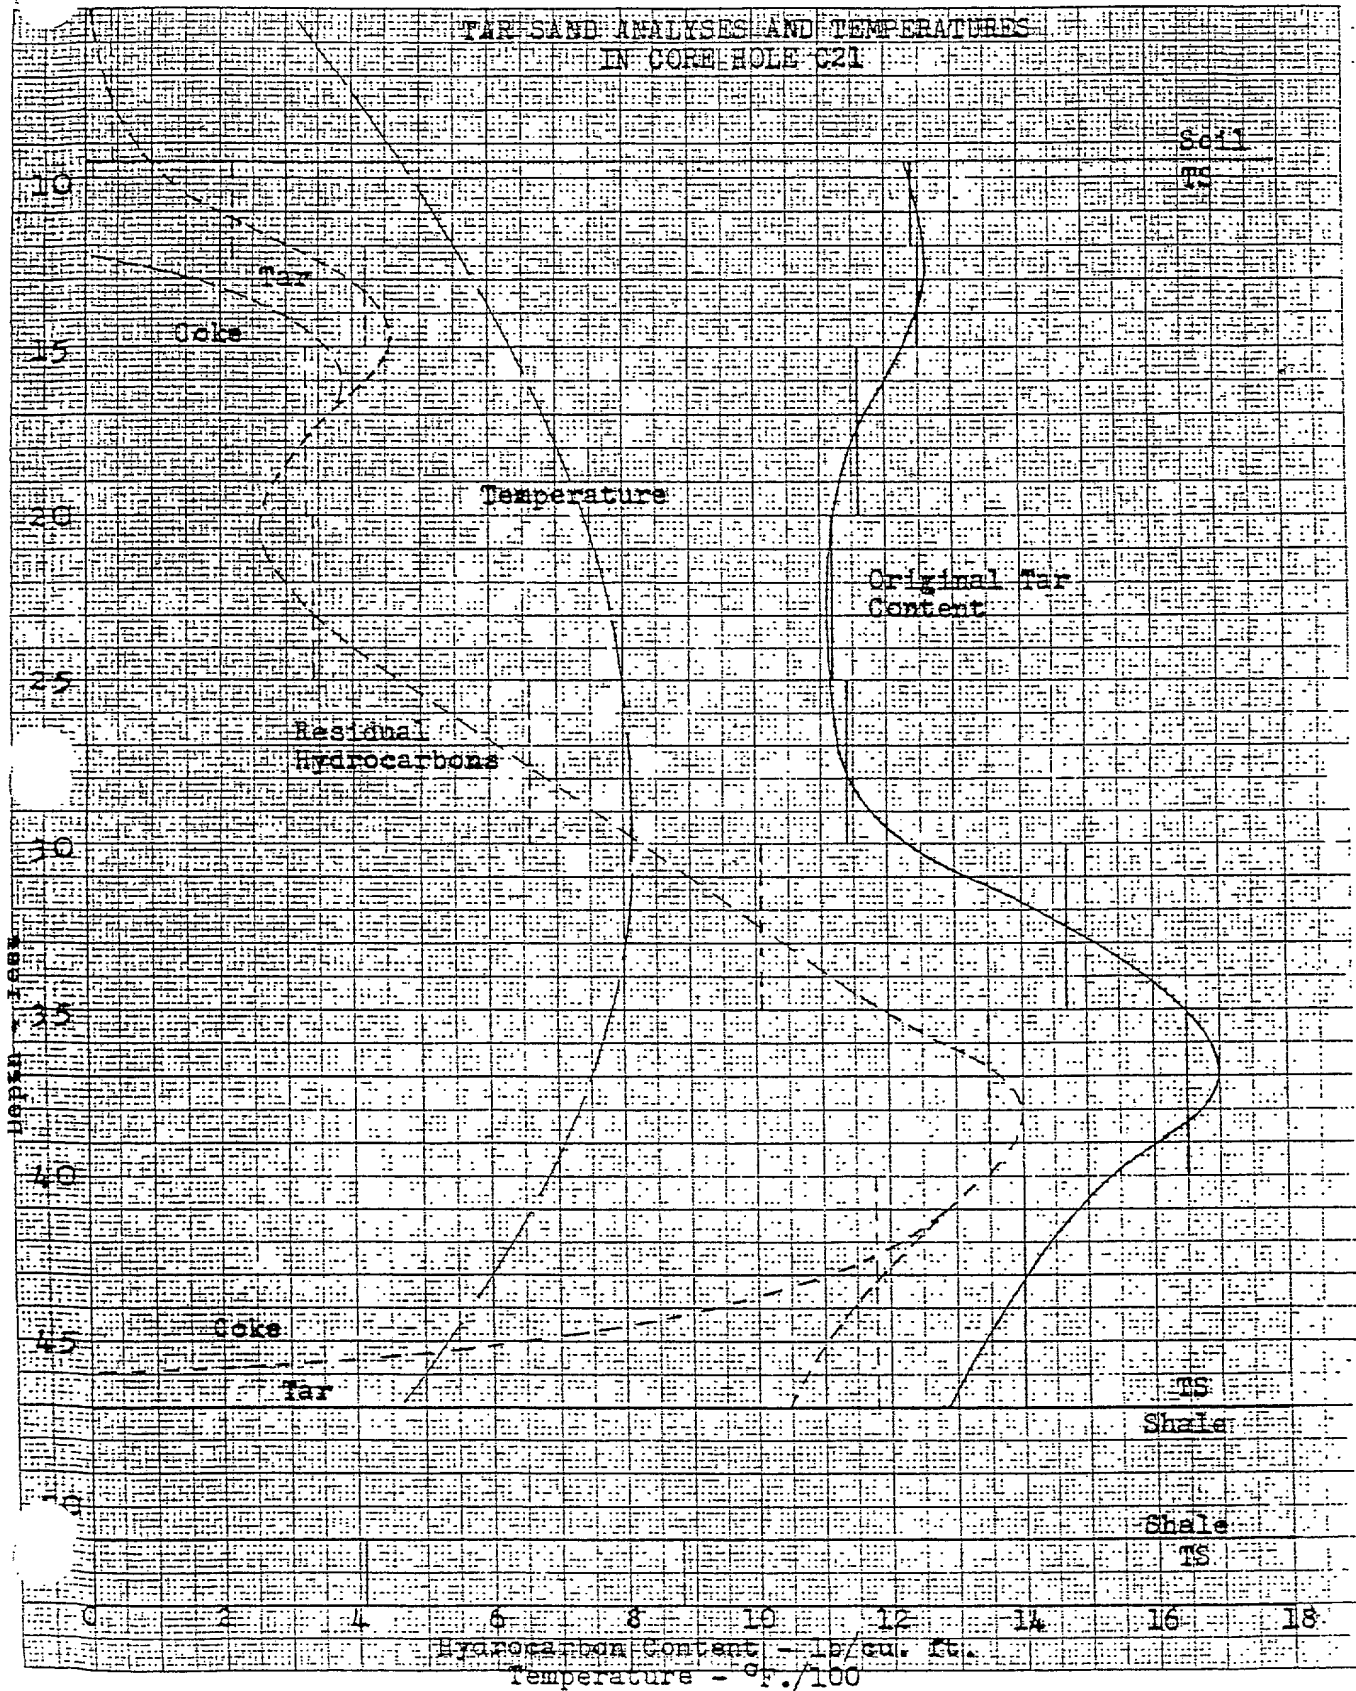 TAR SAND ANALYSES AND TEMPERATURES
IN CORE HOLE C21
Soil
TS
10
Tar
Coke
15
Temperature
20
Original Tar
Content
25
Residual
Hydrocarbons
30
Depth - feet
35
40
Coke
45
Tar
TS
Shale
Shale
TS
0 2 4 6 8 10 12 14 16 18
Hydrocarbon Content - lb/cu. ft.
Temperature - °F./100